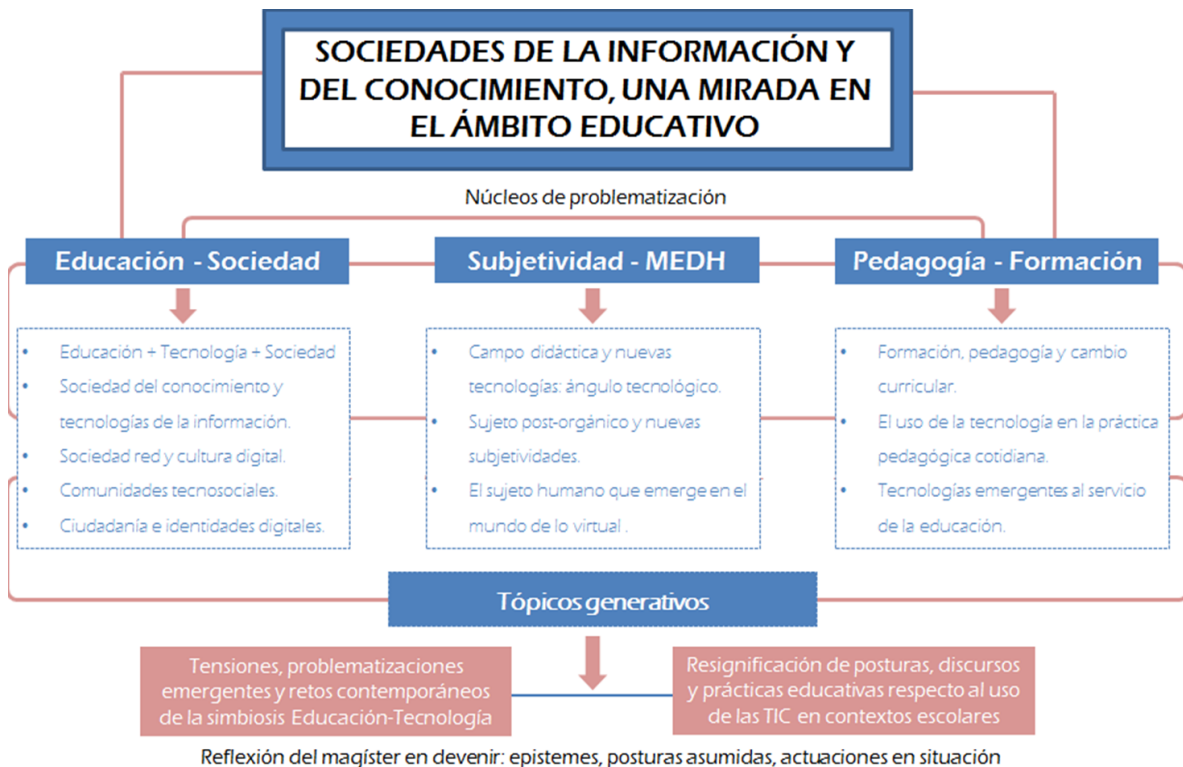 SOCIEDADES DE LA INFORMACIÓN Y
DEL CONOCIMIENTO, UNA MIRADA EN
EL ÁMBITO EDUCATIVO
Núcleos de problematización
Educación - Sociedad
• Educación + Tecnología + Sociedad
• Sociedad del conocimiento y
tecnologías de la información.
• Sociedad red y cultura digital.
• Comunidades tecnosociales.
• Ciudadanía e identidades digitales.
Subjetividad - MEDH
• Campo didáctica y nuevas
tecnologías: ángulo tecnológico.
• Sujeto post-orgánico y nuevas
subjetividades.
• El sujeto humano que emerge en el
mundo de lo virtual .
Pedagogía - Formación
• Formación, pedagogía y cambio
curricular.
• El uso de la tecnología en la práctica
pedagógica cotidiana.
• Tecnologías emergentes al servicio
de la educación.
Tópicos generativos
Tensiones, problematizaciones
emergentes y retos contemporáneos
de la simbiosis Educación-Tecnología
Resignificación de posturas, discursos
y prácticas educativas respecto al uso
de las TIC en contextos escolares
Reflexión del magíster en devenir: epistemes, posturas asumidas, actuaciones en situación